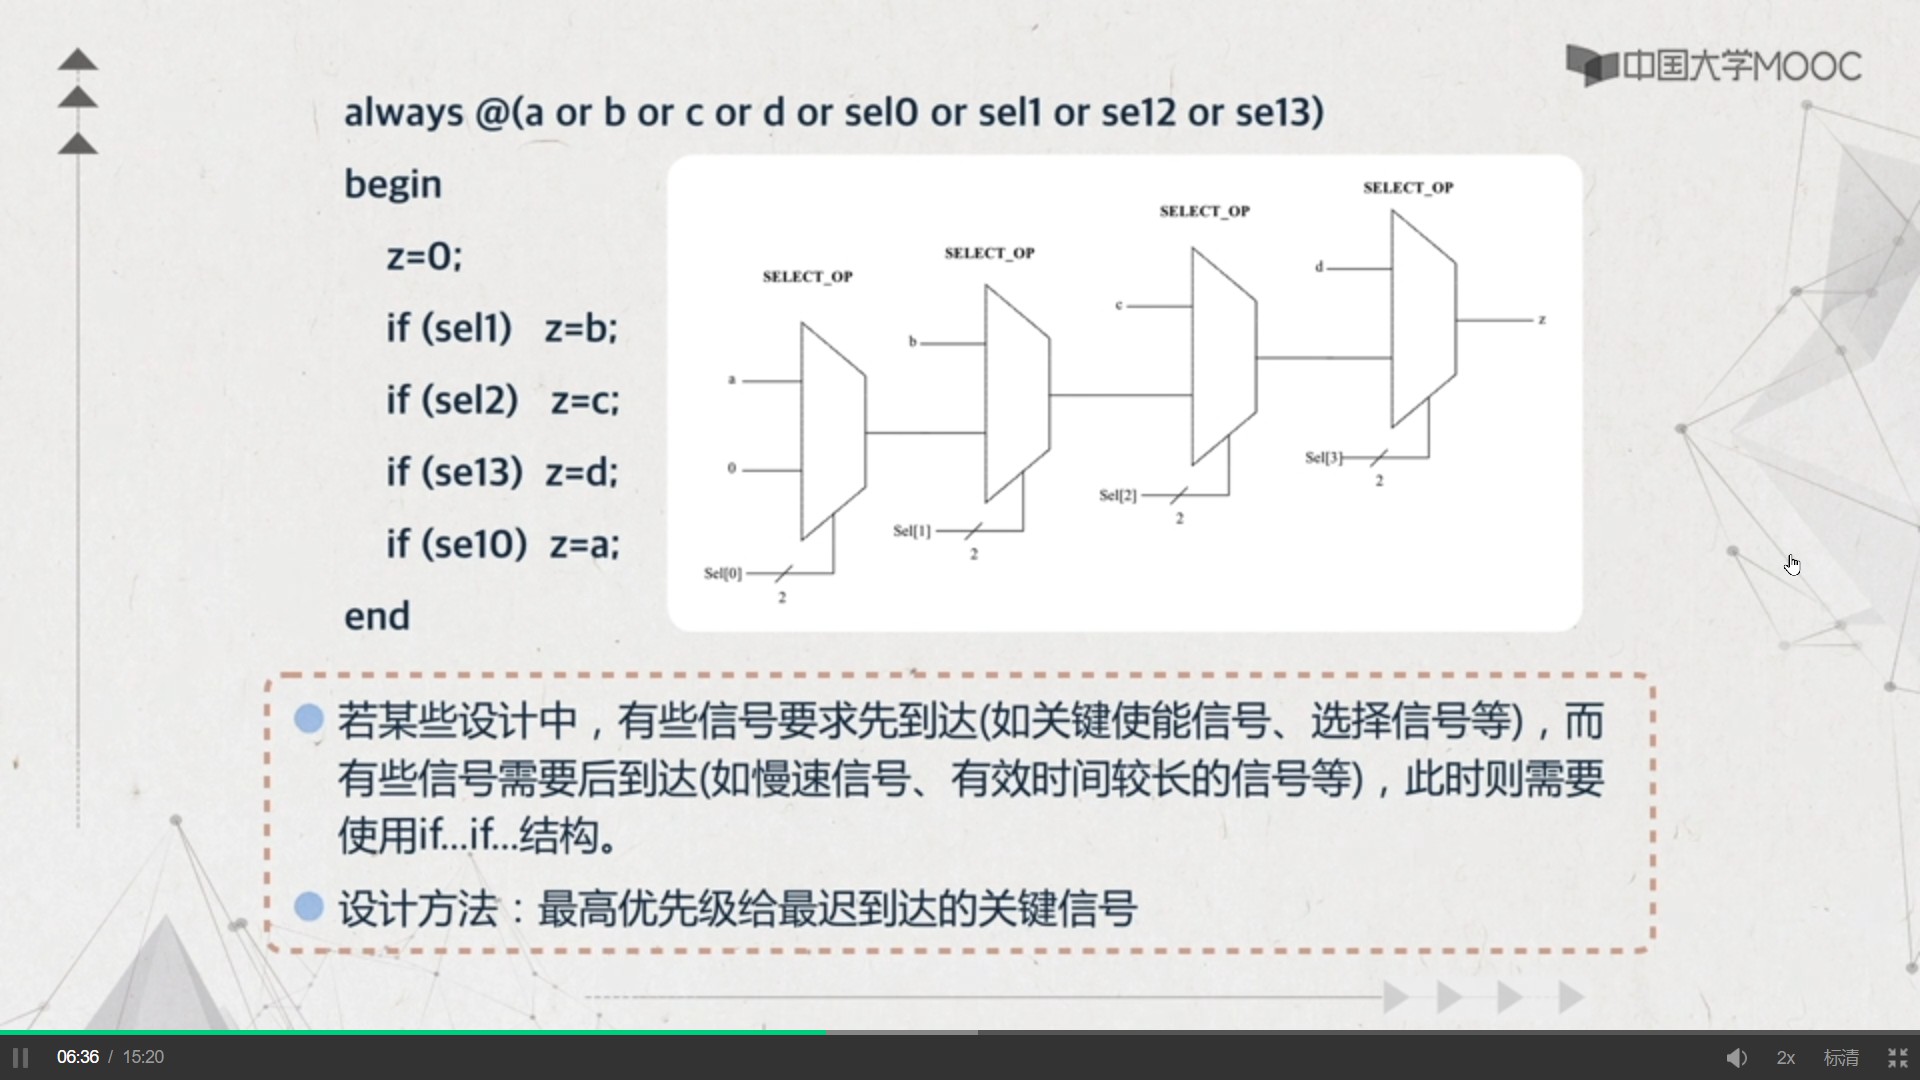 中国大学MOOC
always @(a or b or c or d or sel0 or sel1 or se12 or se13)
begin
z=0;
if (sel1) z=b;
if (sel2) z=c;
if (se13) z=d;
if (se10) z=a;
end
SELECT_OP
SELECT_OP
SELECT_OP
SELECT_OP
a
0
Sel[0]
2
b
Sel[1]
2
c
Sel[2]
2
d
Sel[3]
2
z
若某些设计中，有些信号要求先到达(如关键使能信号、选择信号等)，而
有些信号需要后到达(如慢速信号、有效时间较长的信号等)，此时则需要
使用if...if...结构。
设计方法：最高优先级给最迟到达的关键信号
06:36 / 15:20
2x
标清